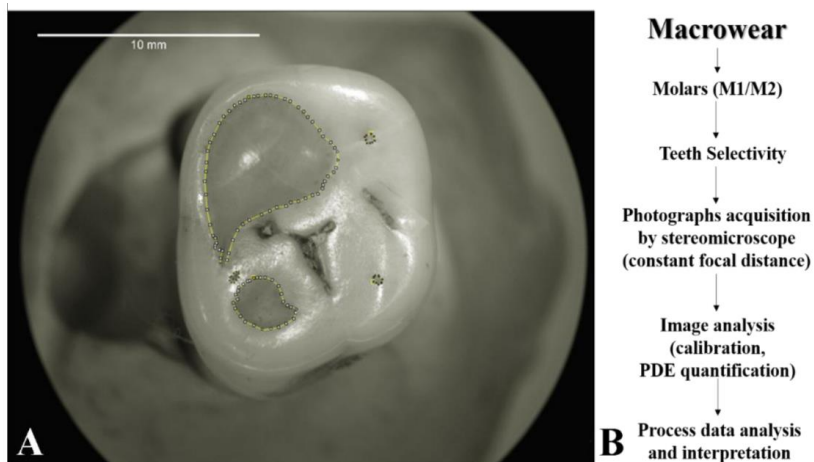 10 mm
A
Macrowear
Molars (M1/M2)
Teeth Selectivity
Photographs acquisition
by stereomicroscope
(constant focal distance)
Image analysis
(calibration,
PDE quantification)
B
Process data analysis
and interpretation